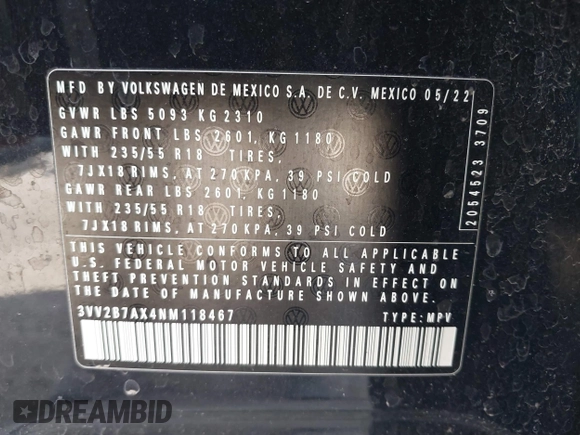 MFD BY VOLKSWAGEN DE MEXICO S.A. DE C.V. MEXICO 05/22
GVWR LBS 5093 KG 2310
GAWR FRONT LBS 2601, KG 1180
WITH 235/55 R18 TIRES,
7JX18 RIMS, AT 270 KPA, 39 PSI COLD
GAWR REAR LBS 2601, KG 1180
WITH 235/55 R18 TIRES,
7JX18 RIMS, AT 270 KPA, 39 PSI COLD
THIS VEHICLE CONFORMS TO ALL APPLICABLE
U.S. FEDERAL MOTOR VEHICLE SAFETY AND
THEFT PREVENTION STANDARDS IN EFFECT ON
THE DATE OF MANUFACTURE SHOWN ABOVE.
3VV2B7AX4NM118467 TYPE: MPV
2054523 3709
DREAMBID